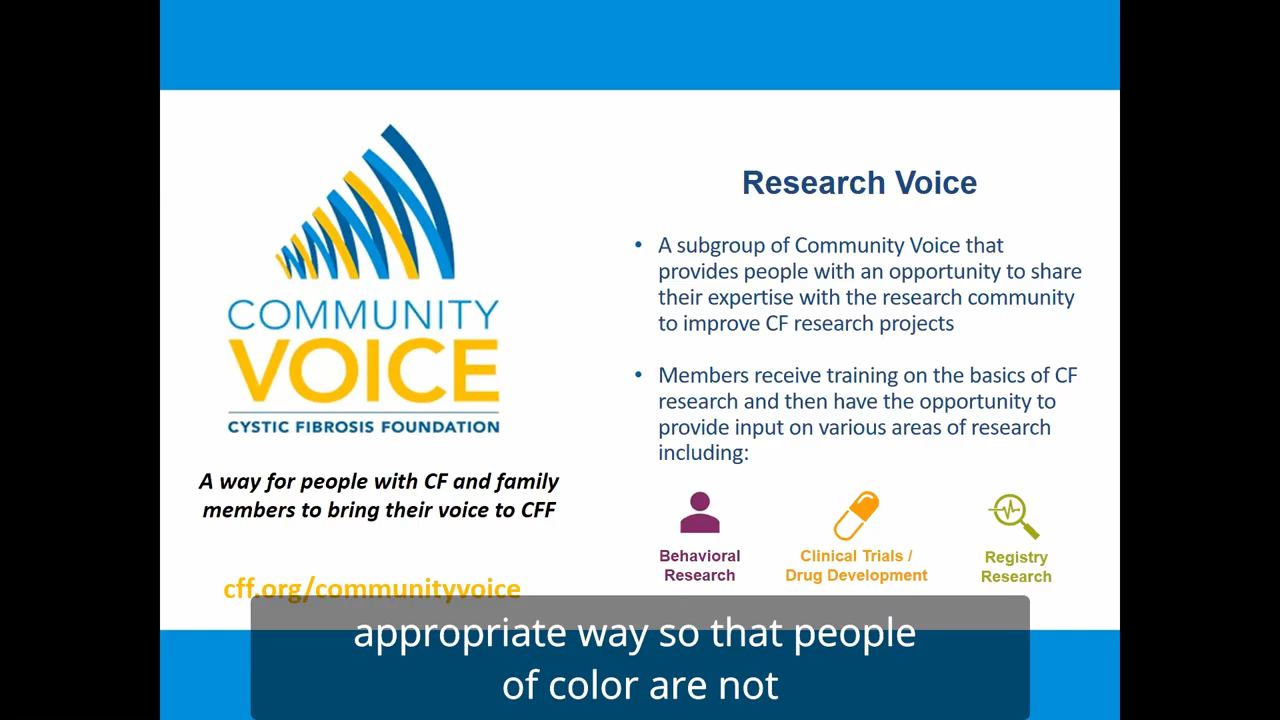 COMMUNITY
VOICE
CYSTIC FIBROSIS FOUNDATION
A way for people with CF and family
members to bring their voice to CFF
cff.org/communityvoice
Research Voice
• A subgroup of Community Voice that
provides people with an opportunity to share
their expertise with the research community
to improve CF research projects
• Members receive training on the basics of CF
research and then have the opportunity to
provide input on various areas of research
including:
Behavioral
Research
Clinical Trials /
Drug Development
Registry
Research
appropriate way so that people
of color are not